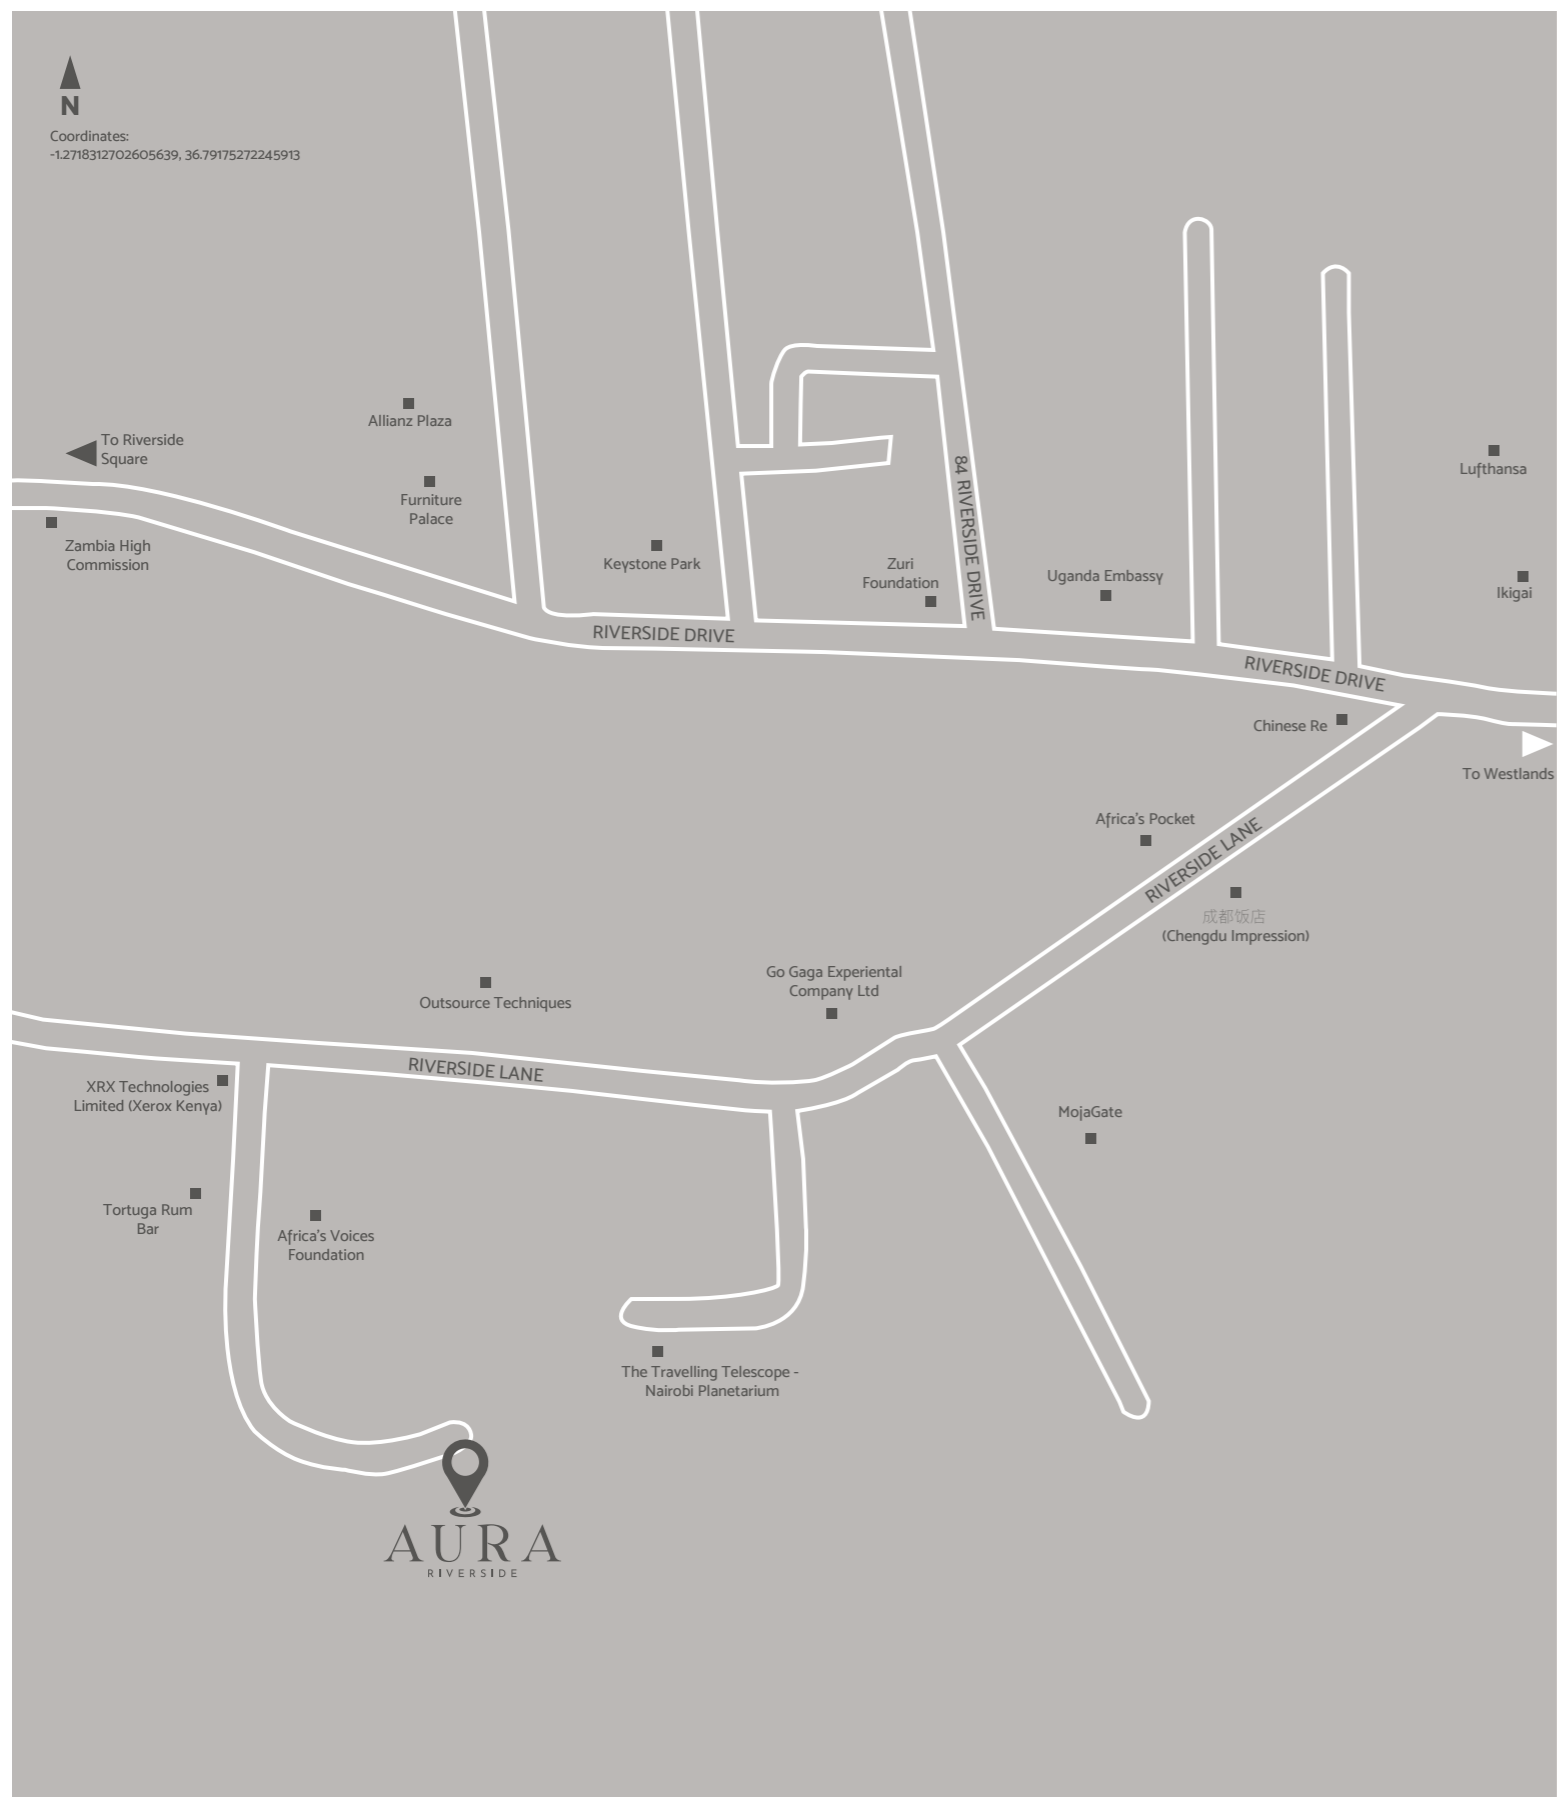 N
Coordinates:
-1.2718312702605639, 36.79175272245913
Allianz Plaza
To Riverside
Square
Furniture
Palace
Zambia High
Commission
Keystone Park
84 RIVERSIDE DRIVE
Zuri
Foundation
Uganda Embassy
Lufthansa
Ikigai
RIVERSIDE DRIVE
RIVERSIDE DRIVE
Chinese Re
To Westlands
Africa's Pocket
RIVERSIDE LANE
成都饭店
(Chengdu Impression)
Go Gaga Experiental
Company Ltd
Outsource Techniques
RIVERSIDE LANE
XRX Technologies
Limited (Xerox Kenya)
MojaGate
Tortuga Rum
Bar
Africa's Voices
Foundation
The Travelling Telescope -
Nairobi Planetarium
AURA
RIVERSIDE